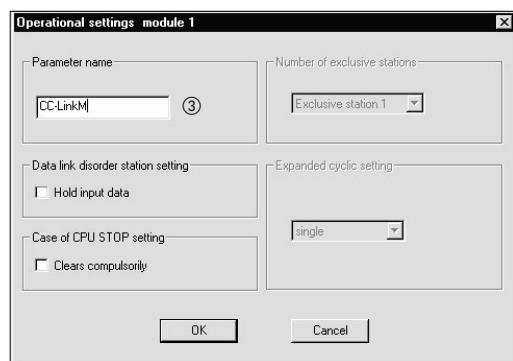 Operational settings module 1
Parameter name
CC-LinkM
③
Number of exclusive stations
Exclusive station 1
Data link disorder station setting
Hold input data
Expanded cyclic setting
single
Case of CPU STOP setting
Clears compulsorily
OK
Cancel